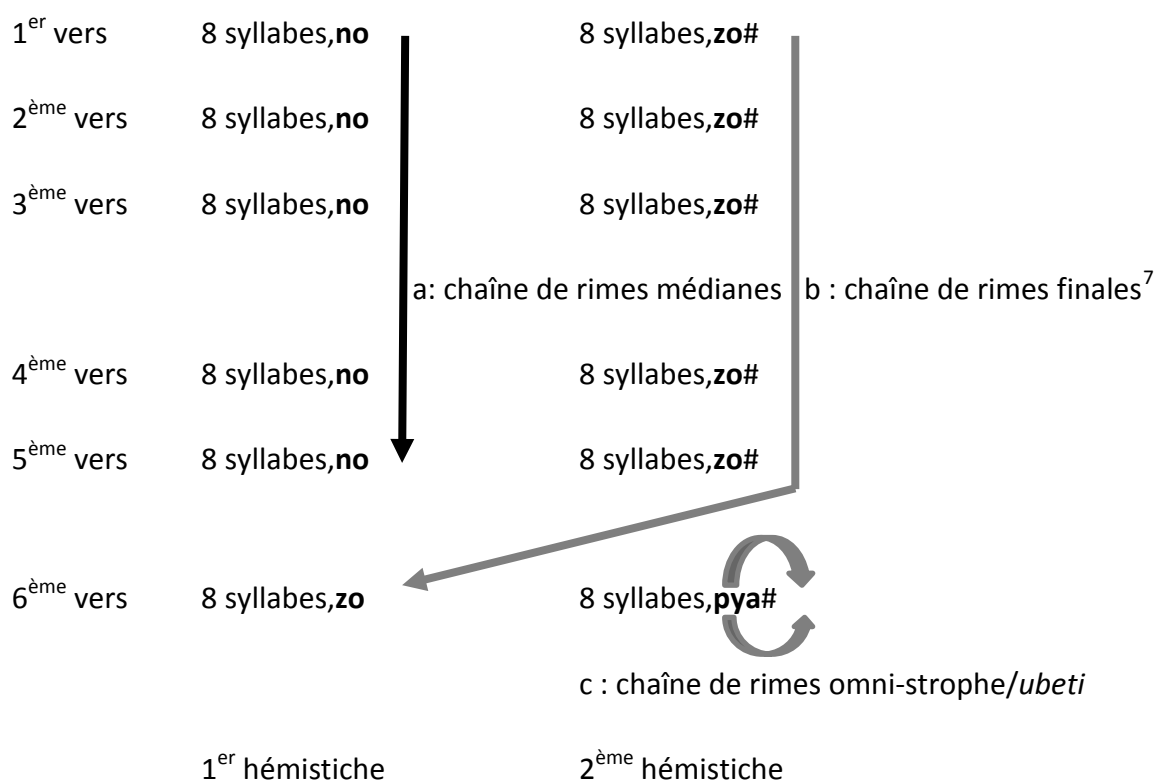 1er vers 8 syllabes,no 8 syllabes,zo#
2ème vers 8 syllabes,no 8 syllabes,zo#
3ème vers 8 syllabes,no 8 syllabes,zo#
a: chaîne de rimes médianes b : chaîne de rimes finales7
4ème vers 8 syllabes,no 8 syllabes,zo#
5ème vers 8 syllabes,no 8 syllabes,zo#
6ème vers 8 syllabes,zo 8 syllabes,pya#
c : chaîne de rimes omni-strophe/ubeti
1er hémistiche 2ème hémistiche